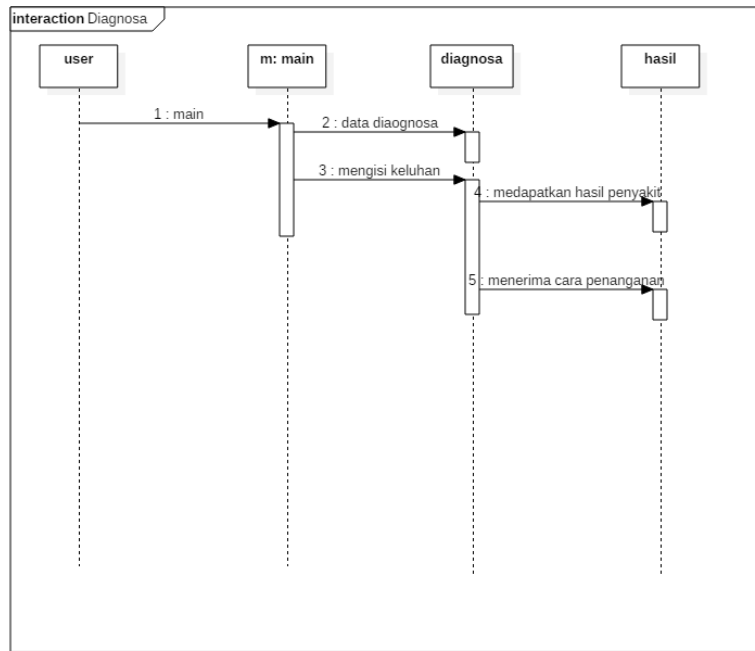 interaction Diagnosa
user
m: main
diagnosa
hasil
1 : main
2 : data diaognosa
3 : mengisi keluhan
4 : medapatkan hasil penyakit
5 : menerima cara penanganan